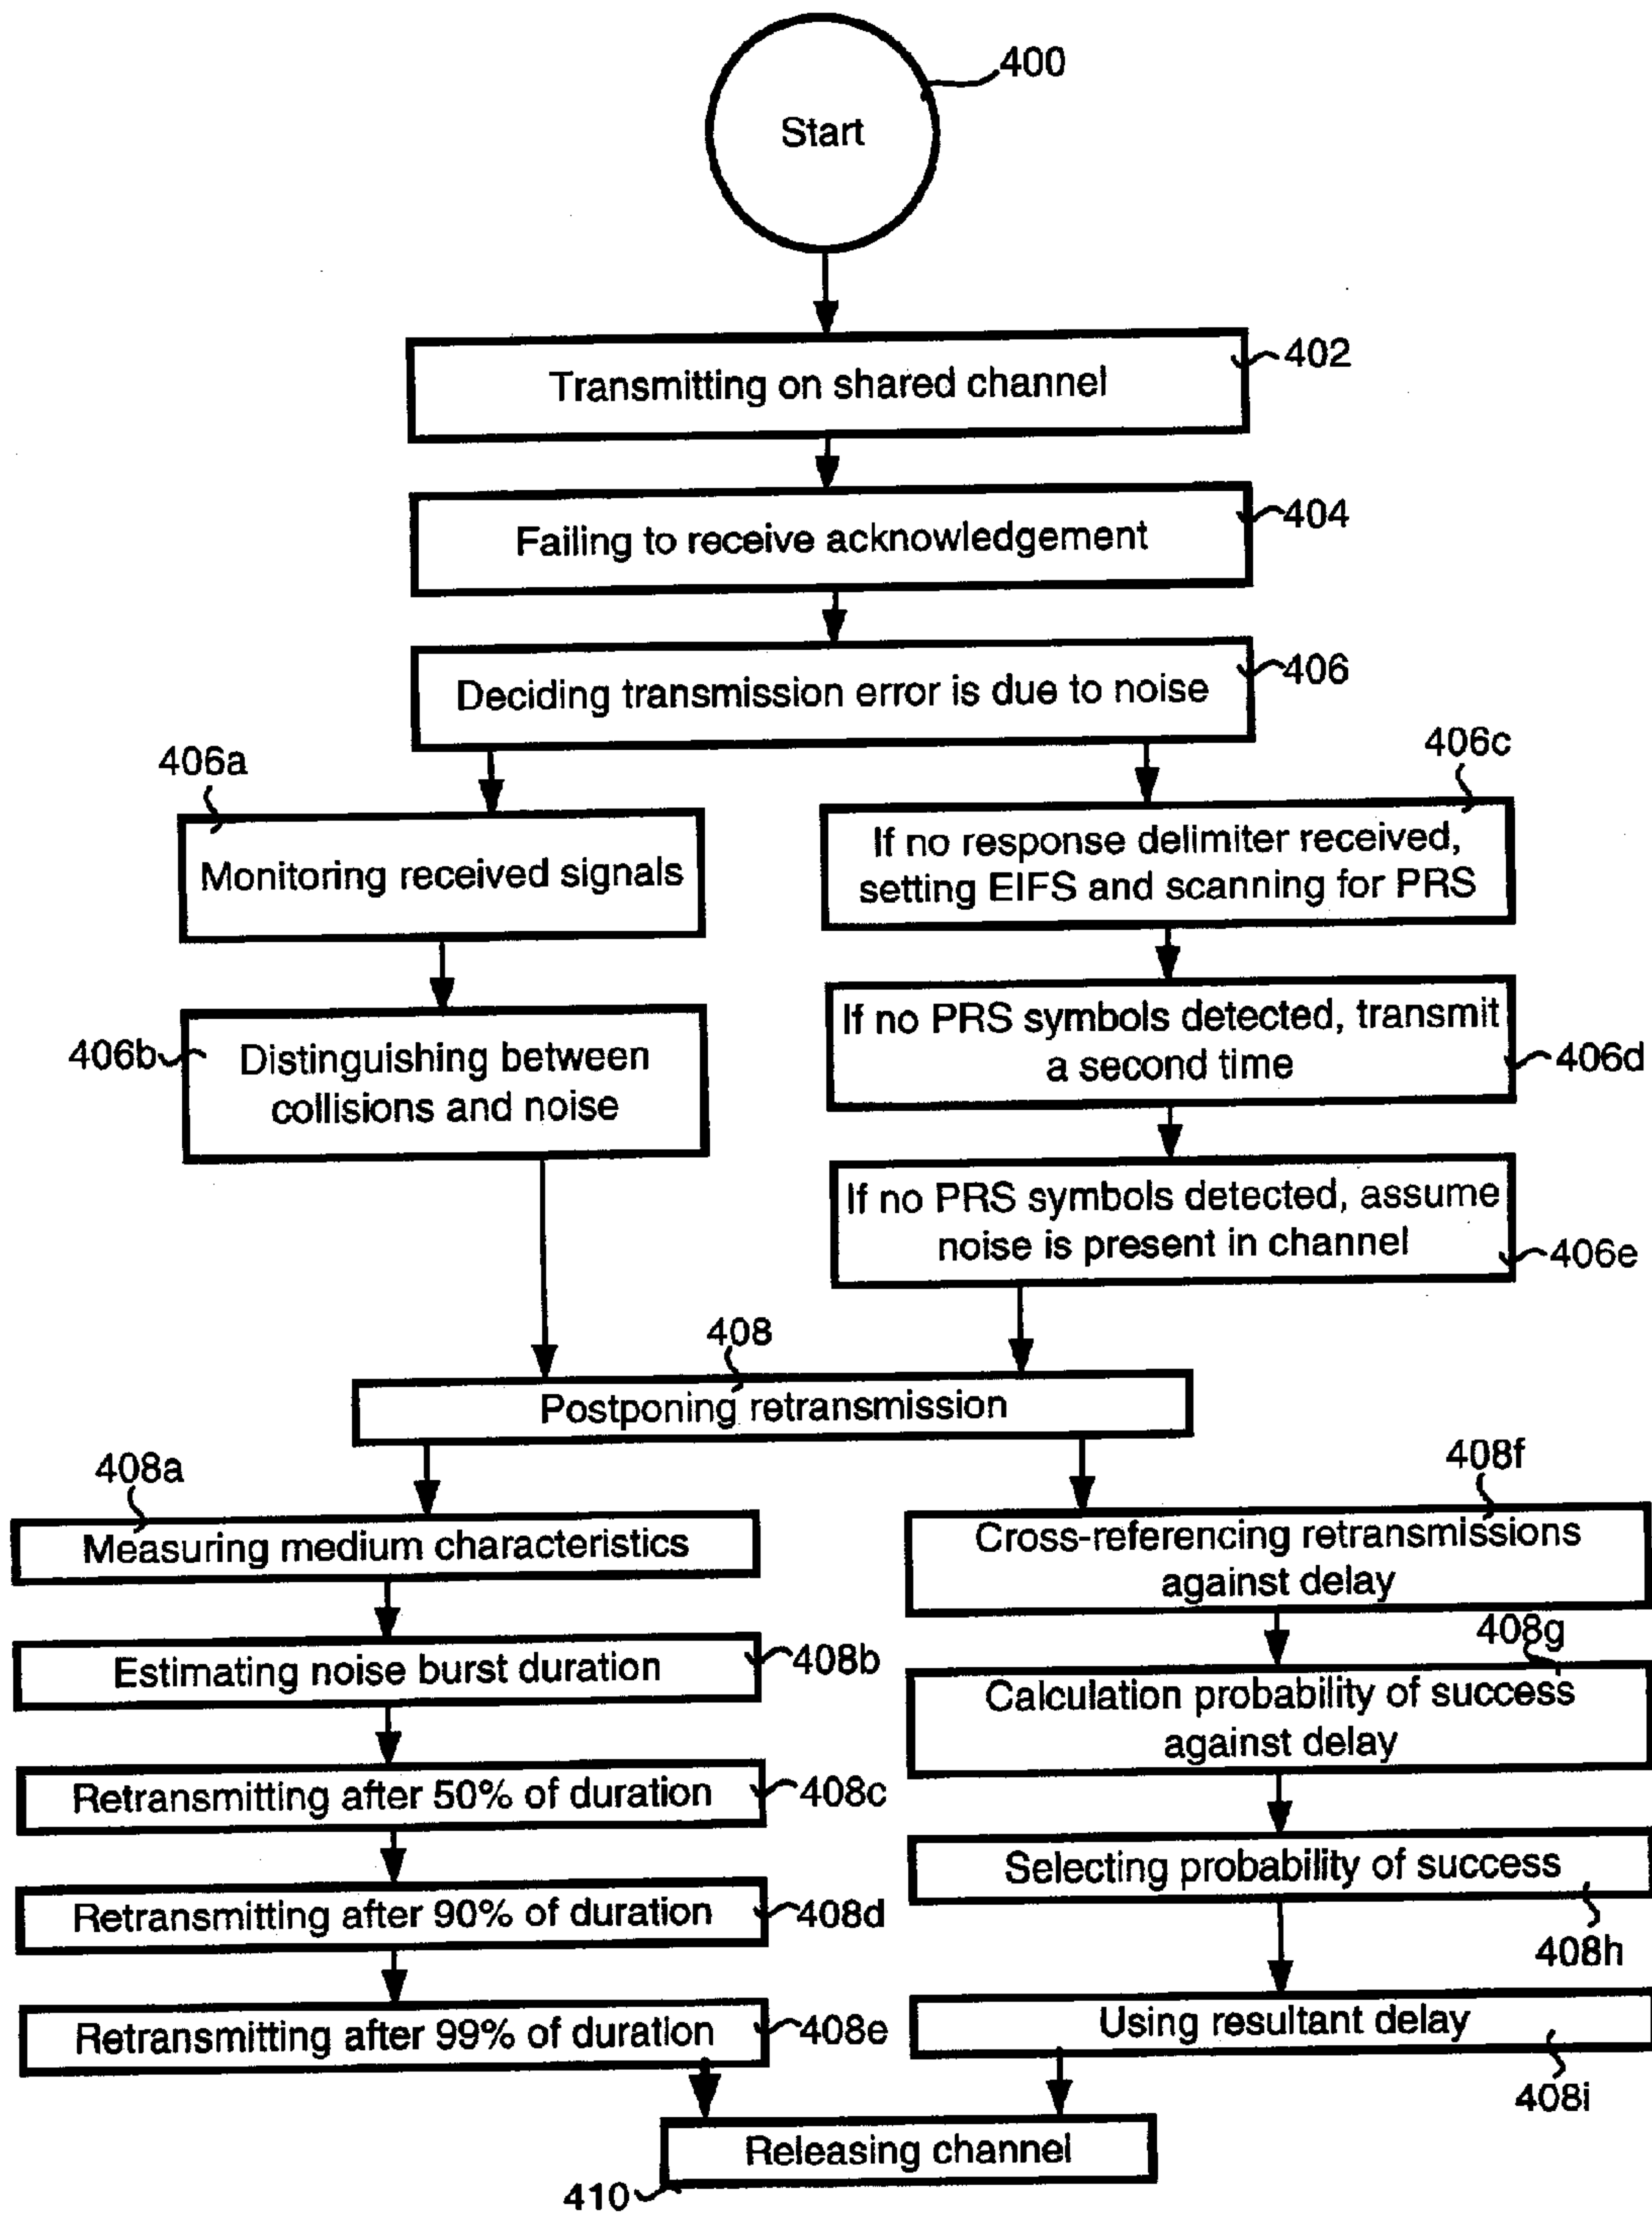 400
Start
402
Transmitting on shared channel
404
Failing to receive acknowledgement
406
Deciding transmission error is due to noise
406a
Monitoring received signals
406b
Distinguishing between
collisions and noise
406c
If no response delimiter received,
setting EIFS and scanning for PRS
If no PRS symbols detected, transmit
a second time
406d
If no PRS symbols detected, assume
noise is present in channel
406e
408
Postponing retransmission
408a
Measuring medium characteristics
Estimating noise burst duration
408b
Retransmitting after 50% of duration
408c
Retransmitting after 90% of duration
408d
Retransmitting after 99% of duration
408e
408f
Cross-referencing retransmissions
against delay
408g
Calculation probability of success
against delay
Selecting probability of success
408h
Using resultant delay
408i
Releasing channel
410